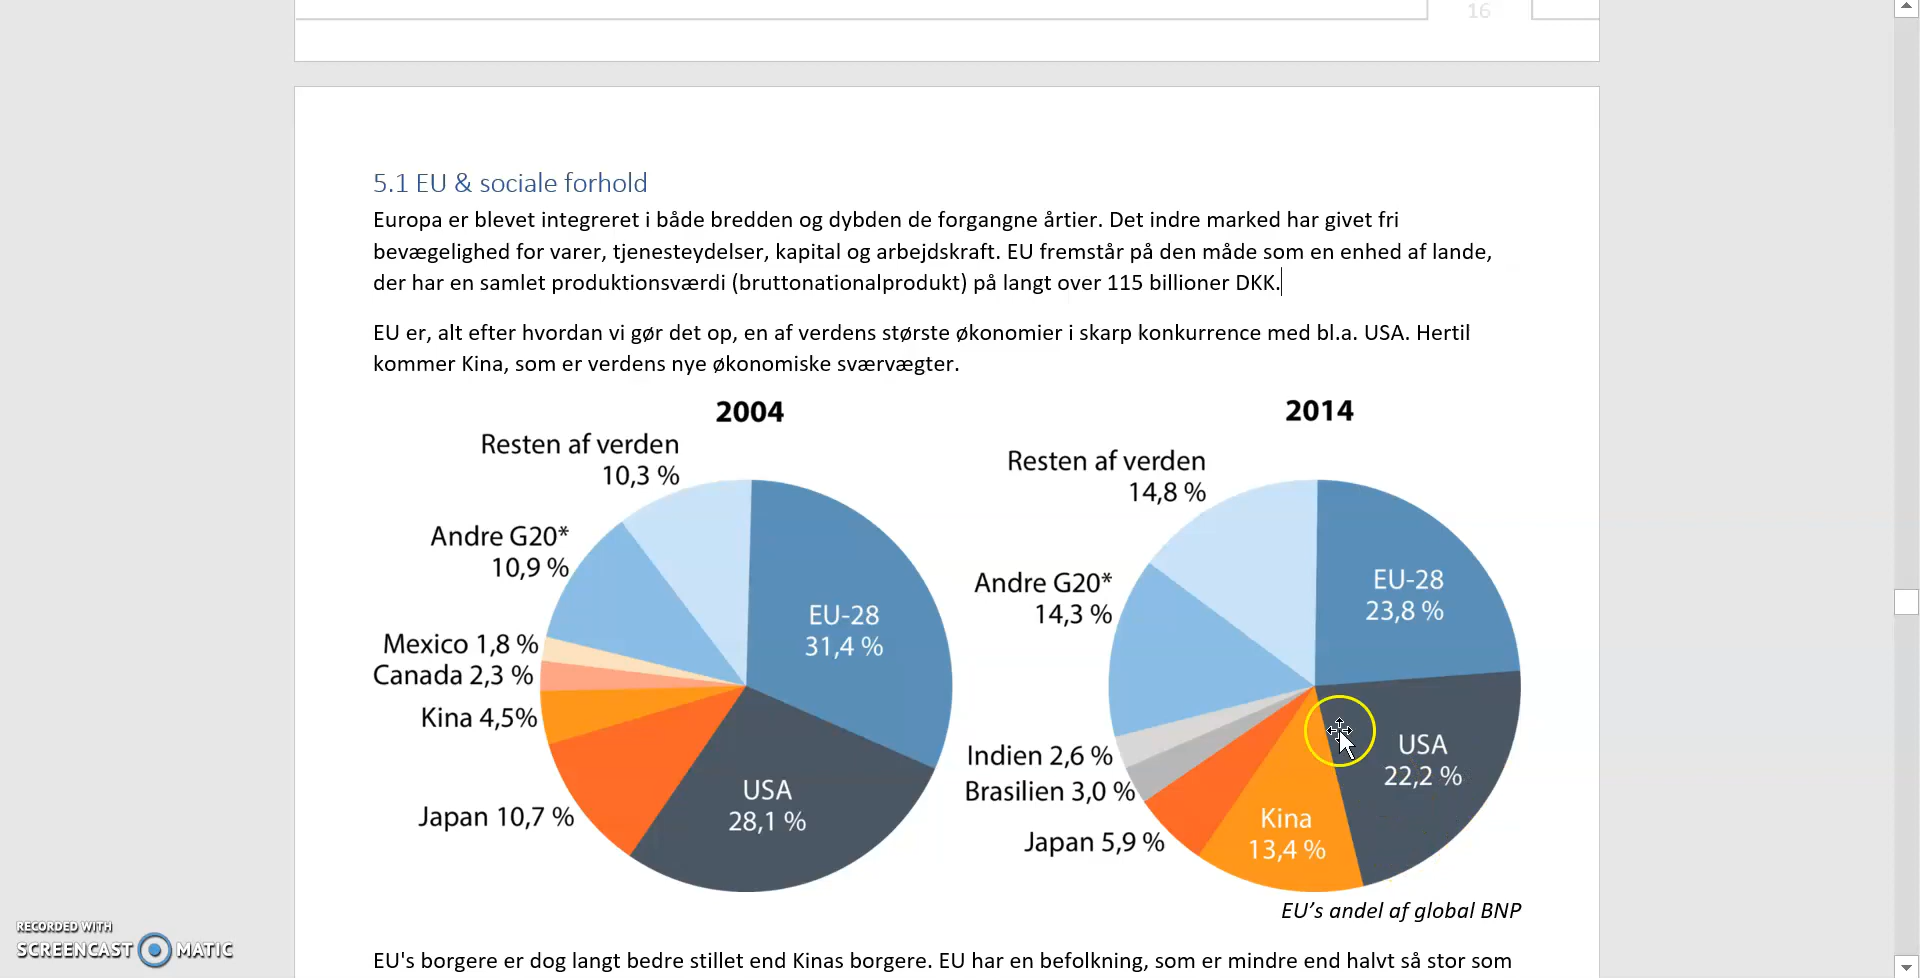 16
5.1 EU & sociale forhold
Europa er blevet integreret i både bredden og dybden de forgangne årtier. Det indre marked har givet fri
bevægelighed for varer, tjenesteydelser, kapital og arbejdskraft. EU fremstår på den måde som en enhed af lande,
der har en samlet produktionsværdi (bruttonationalprodukt) på langt over 115 billioner DKK.
EU er, alt efter hvordan vi gør det op, en af verdens største økonomier i skarp konkurrence med bl.a. USA. Hertil
kommer Kina, som er verdens nye økonomiske sværvægter.
2004
Resten af verden
10,3 %
Andre G20*
10,9 %
Mexico 1,8 %
Canada 2,3 %
Kina 4,5%
Japan 10,7 %
EU-28
31,4 %
USA
28,1 %
2014
Resten af verden
14,8 %
Andre G20*
14,3 %
Indien 2,6 %
Brasilien 3,0 %
Japan 5,9 %
EU-28
23,8 %
USA
22,2 %
Kina
13,4 %
EU’s andel af global BNP
EU's borgere er dog langt bedre stillet end Kinas borgere. EU har en befolkning, som er mindre end halvt så stor som
RECORDED WITH
SCREENCAST MATIC